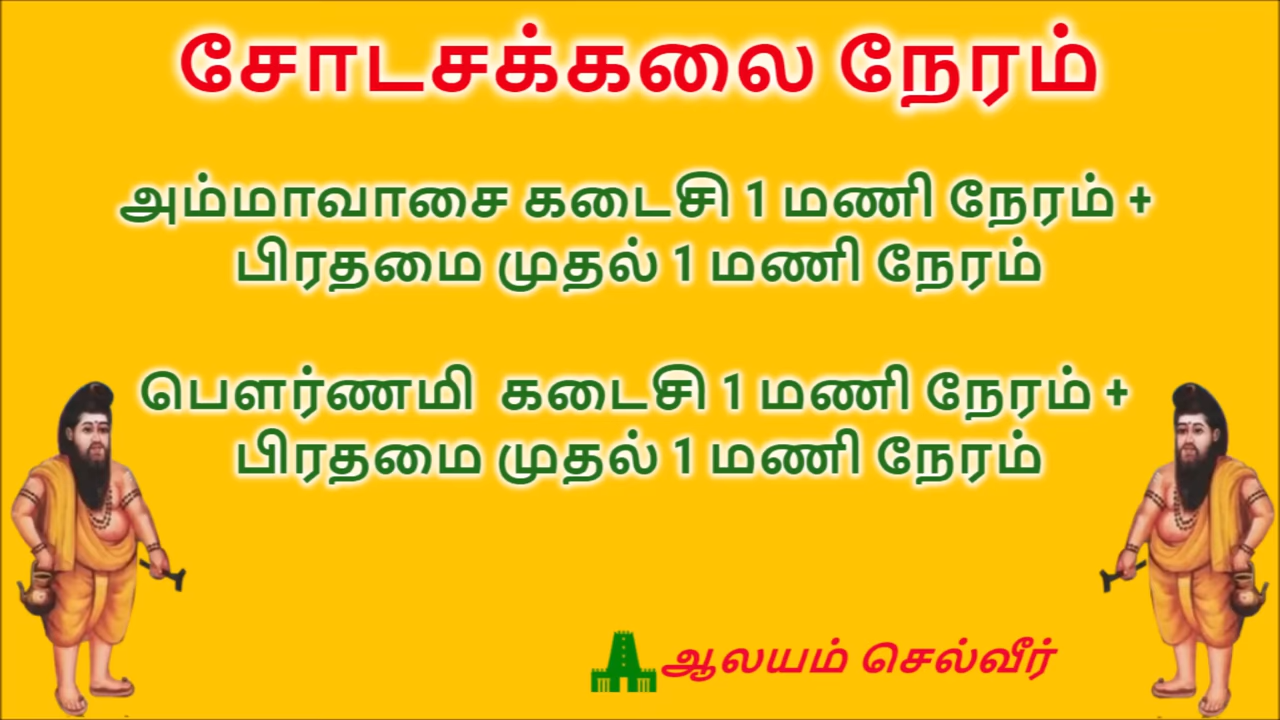 சோடசக்கலை நேரம்
அம்மாவாசை கடைசி 1 மணி நேரம் +
பிரதமை முதல் 1 மணி நேரம்
பௌர்ணமி கடைசி 1 மணி நேரம் +
பிரதமை முதல் 1 மணி நேரம்
ஆலயம் செல்வீர்